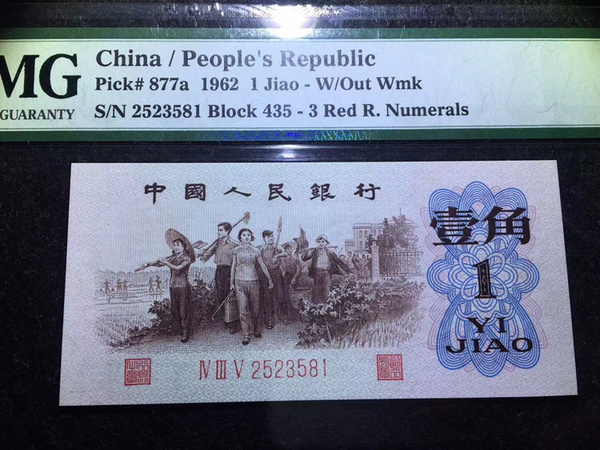 MG
GUARANTY
China / People's Republic
Pick# 877a 1962 1 Jiao - W/Out Wmk
S/N 2523581 Block 435 - 3 Red R. Numerals
中國人民銀行
壹角
1
YI
JIAO
IV III V 2523581